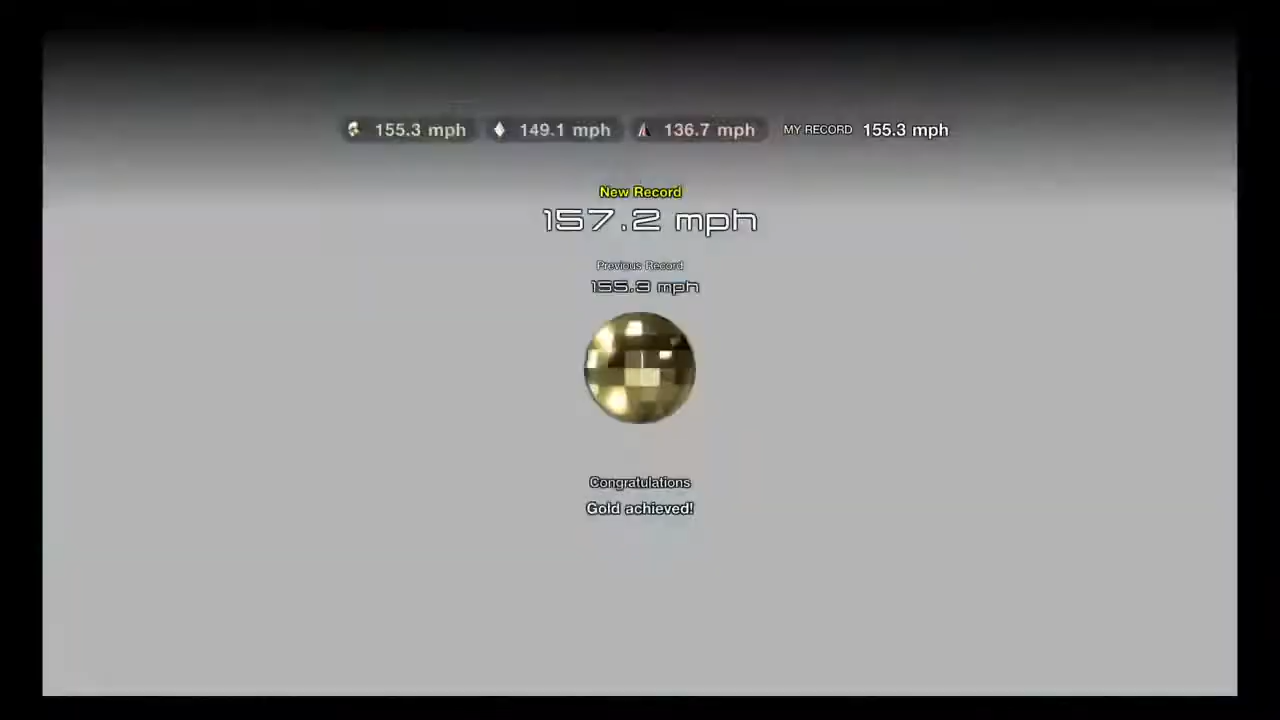 155.3 mph 149.1 mph 136.7 mph MY RECORD 155.3 mph
New Record
157.2 mph
Previous Record
155.3 mph
Congratulations
Gold achieved!